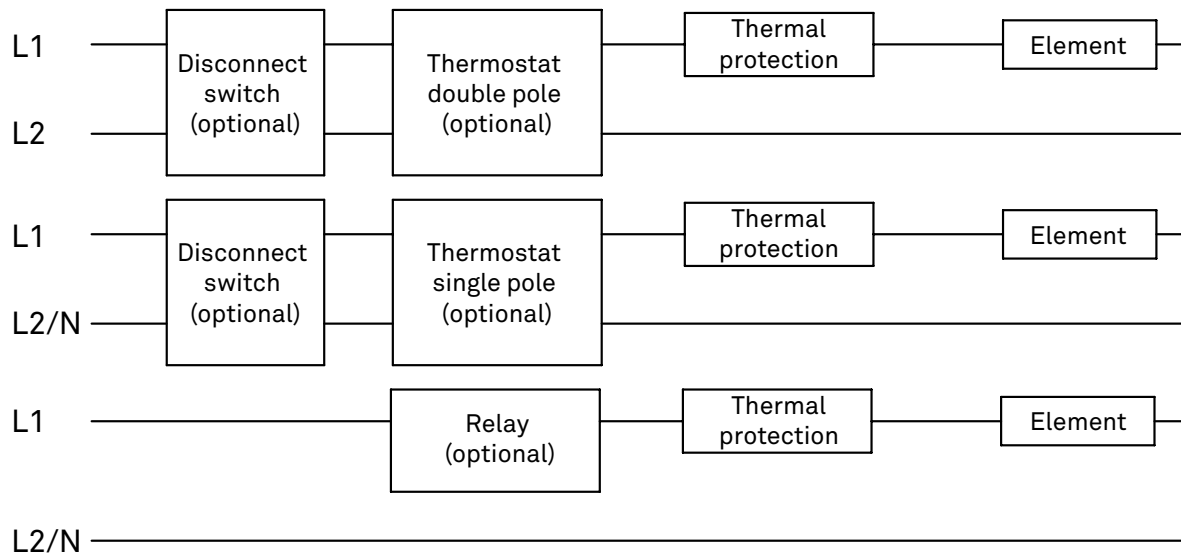 L1
Disconnect
switch
(optional)
Thermostat
double pole
(optional)
Thermal
protection
Element
L2
L1
Disconnect
switch
(optional)
Thermostat
single pole
(optional)
Thermal
protection
Element
L2/N
L1
Relay
(optional)
Thermal
protection
Element
L2/N